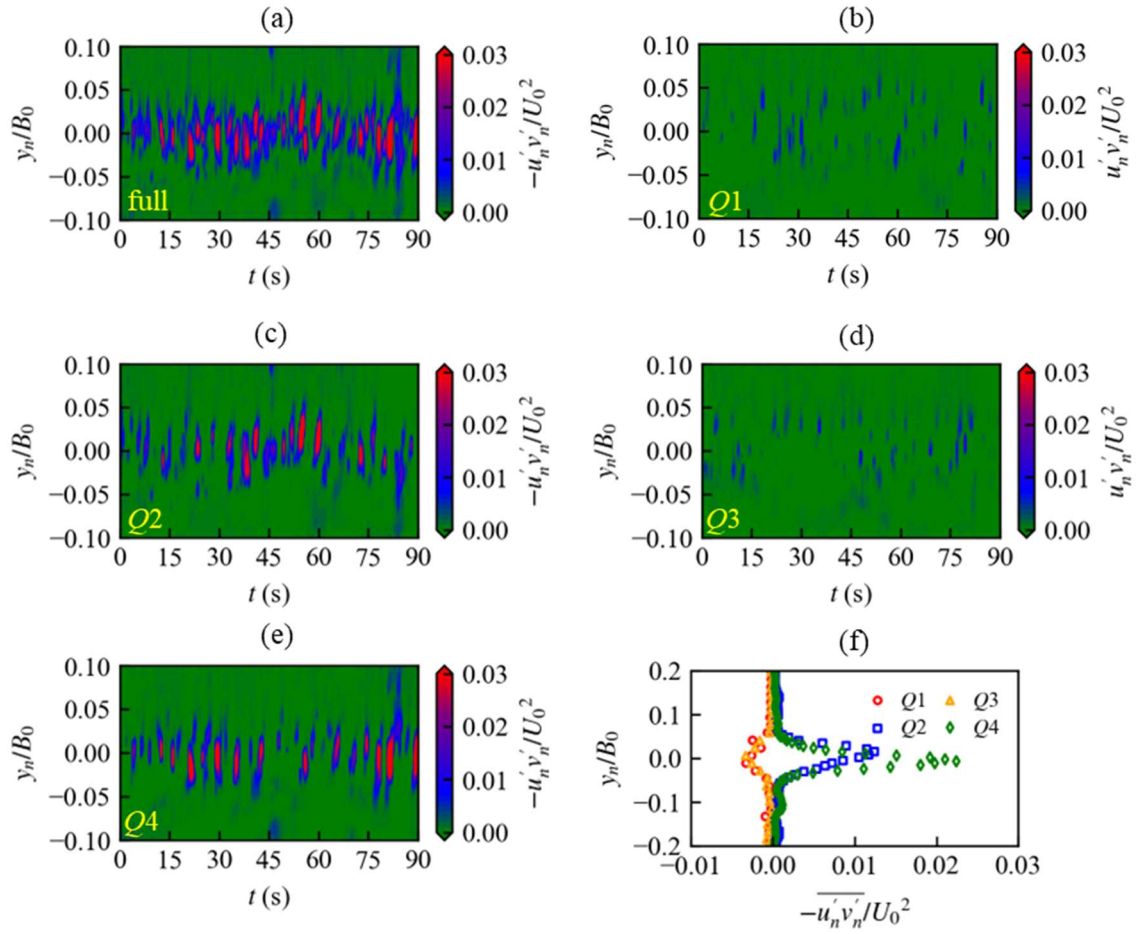 (a)
0.10
0.05
0.00
−0.05
−0.10
yₙ/B₀
full
0 15 30 45 60 75 90
t (s)
0.03
0.02
0.01
0.00
−u'ₙv'ₙ/U₀²
(b)
0.10
0.05
0.00
−0.05
−0.10
yₙ/B₀
Q1
0 15 30 45 60 75 90
t (s)
0.03
0.02
0.01
0.00
u'ₙv'ₙ/U₀²
(c)
0.10
0.05
0.00
−0.05
−0.10
yₙ/B₀
Q2
0 15 30 45 60 75 90
t (s)
0.03
0.02
0.01
0.00
−u'ₙv'ₙ/U₀²
(d)
0.10
0.05
0.00
−0.05
−0.10
yₙ/B₀
Q3
0 15 30 45 60 75 90
t (s)
0.03
0.02
0.01
0.00
u'ₙv'ₙ/U₀²
(e)
0.10
0.05
0.00
−0.05
−0.10
yₙ/B₀
Q4
0 15 30 45 60 75 90
t (s)
0.03
0.02
0.01
0.00
−u'ₙv'ₙ/U₀²
(f)
0.2
0.1
0.0
−0.1
−0.2
yₙ/B₀
Q1 Q3
Q2 Q4
−0.01 0.00 0.01 0.02 0.03
−u'ₙv'ₙ/U₀²